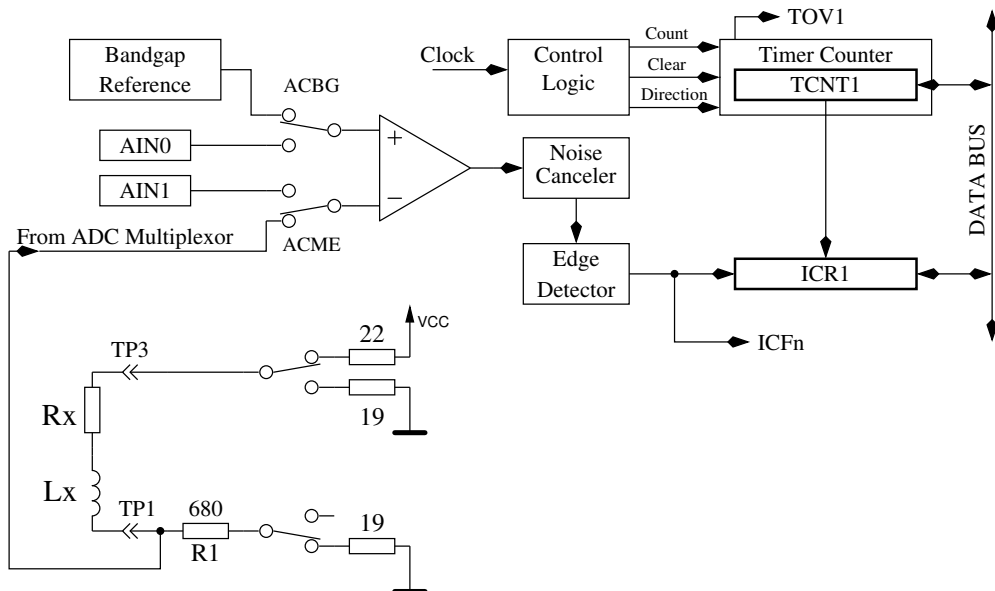 TOV1
Bandgap
Reference
ACBG
Clock
Control
Logic
Count
Clear
Direction
Timer Counter
TCNT1
AIN0
AIN1
+
−
Noise
Canceler
DATA BUS
From ADC Multiplexor
ACME
Edge
Detector
ICR1
ICFn
VCC
22
TP3
19
Rx
Lx
TP1
680
R1
19